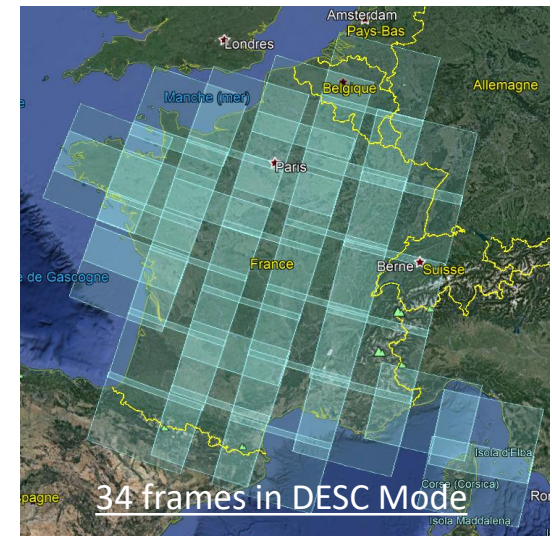 Amsterdam
Pays-Bas
Londres
Belgique
Allemagne
Manche (mer)
Paris
France
Berne
Suisse
e de Gascogne
Isola d'Elba
Corse (Corsica)
Ro
34 frames in DESC Mode
pagne
Isola Maddalena